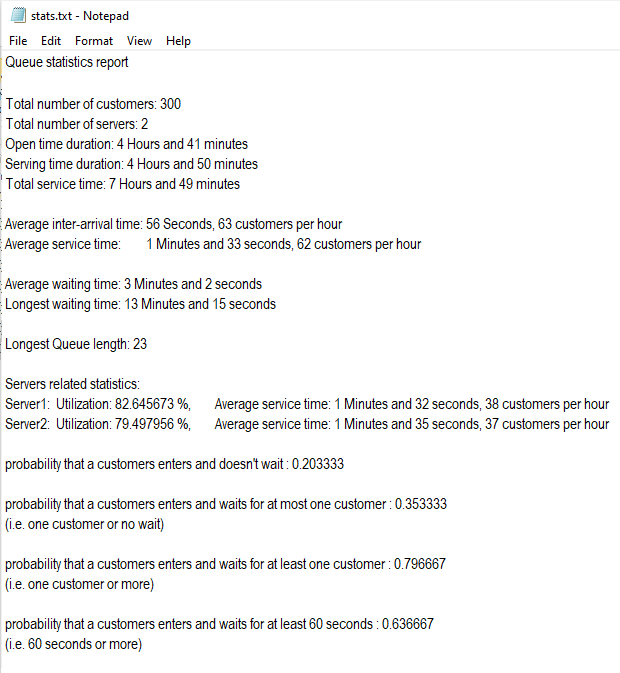 stats.txt - Notepad
File Edit Format View Help
Queue statistics report
Total number of customers: 300
Total number of servers: 2
Open time duration: 4 Hours and 41 minutes
Serving time duration: 4 Hours and 50 minutes
Total service time: 7 Hours and 49 minutes
Average inter-arrival time: 56 Seconds, 63 customers per hour
Average service time: 1 Minutes and 33 seconds, 62 customers per hour
Average waiting time: 3 Minutes and 2 seconds
Longest waiting time: 13 Minutes and 15 seconds
Longest Queue length: 23
Servers related statistics:
Server1: Utilization: 82.645673 %, Average service time: 1 Minutes and 32 seconds, 38 customers per hour
Server2: Utilization: 79.497956 %, Average service time: 1 Minutes and 35 seconds, 37 customers per hour
probability that a customers enters and doesn't wait : 0.203333
probability that a customers enters and waits for at most one customer : 0.353333
(i.e. one customer or no wait)
probability that a customers enters and waits for at least one customer : 0.796667
(i.e. one customer or more)
probability that a customers enters and waits for at least 60 seconds : 0.636667
(i.e. 60 seconds or more)